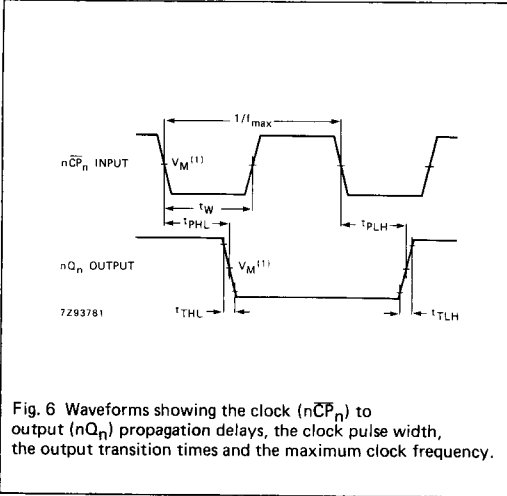 1/fmax
nC̅P̅n INPUT
VM(1)
tW
tPHL
tPLH
nQn OUTPUT
VM(1)
7Z93781
tTHL
tTLH
Fig. 6 Waveforms showing the clock (nC̅P̅n) to
output (nQn) propagation delays, the clock pulse width,
the output transition times and the maximum clock frequency.